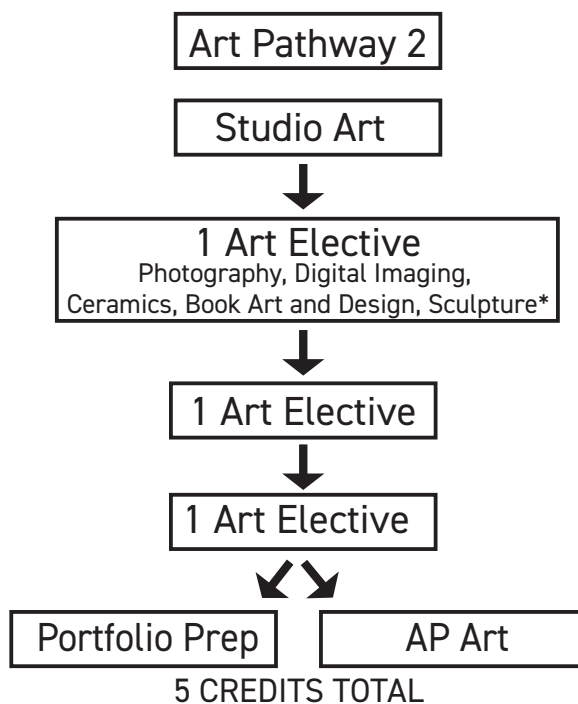 Art Pathway 2
Studio Art
1 Art Elective
Photography, Digital Imaging,
Ceramics, Book Art and Design, Sculpture*
1 Art Elective
1 Art Elective
Portfolio Prep
AP Art
5 CREDITS TOTAL